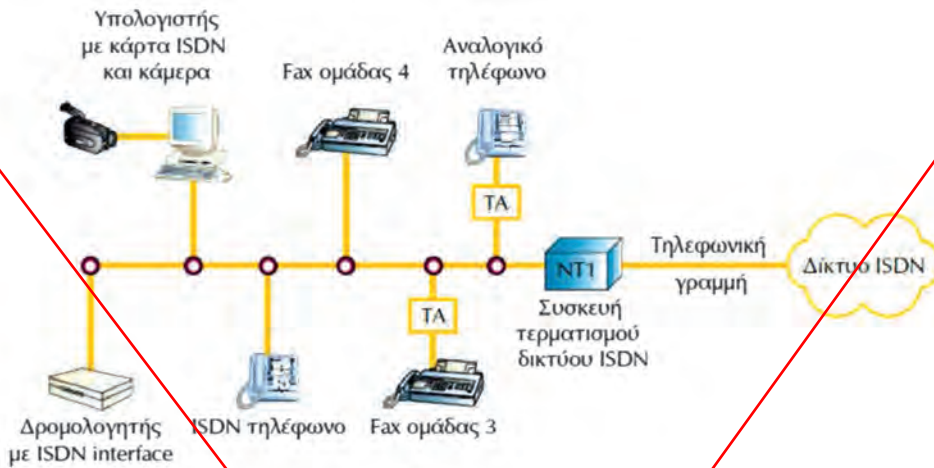 Υπολογιστής
με κάρτα ISDN
και κάμερα
Fax ομάδας 4
Αναλογικό
τηλέφωνο
TA
Τηλεφωνική
γραμμή
Δίκτυο ISDN
NT1
Συσκευή
τερματισμού
δικτύου ISDN
TA
Δρομολογητής
με ISDN interface
ISDN τηλέφωνο
Fax ομάδας 3